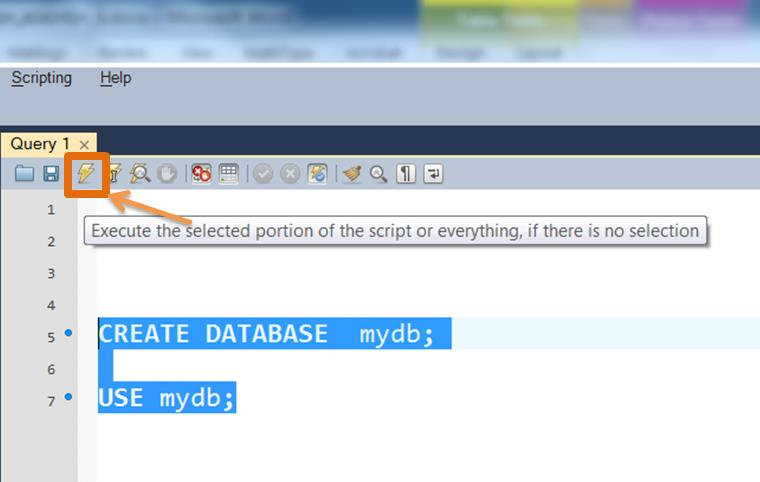 Scripting Help
Query 1
1
Execute the selected portion of the script or everything, if there is no selection
2
3
4
5 CREATE DATABASE mydb;
6
7 USE mydb;